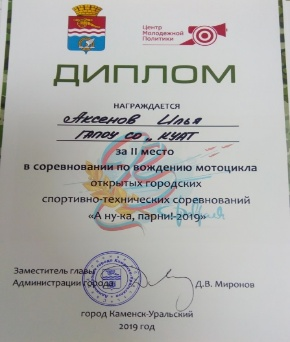 Центр
Молодежной
Политики
ДИПЛОМ
НАГРАЖДАЕТСЯ
Аксенов Илья
ГАПОУ СО „КУАТ
за II место
в соревновании по вождению мотоцикла
открытых городских
спортивно-технических соревнований
«А ну-ка, парни!-2019»
Заместитель главы
Администрации города
Д.В. Миронов
город Каменск-Уральский
2019 год